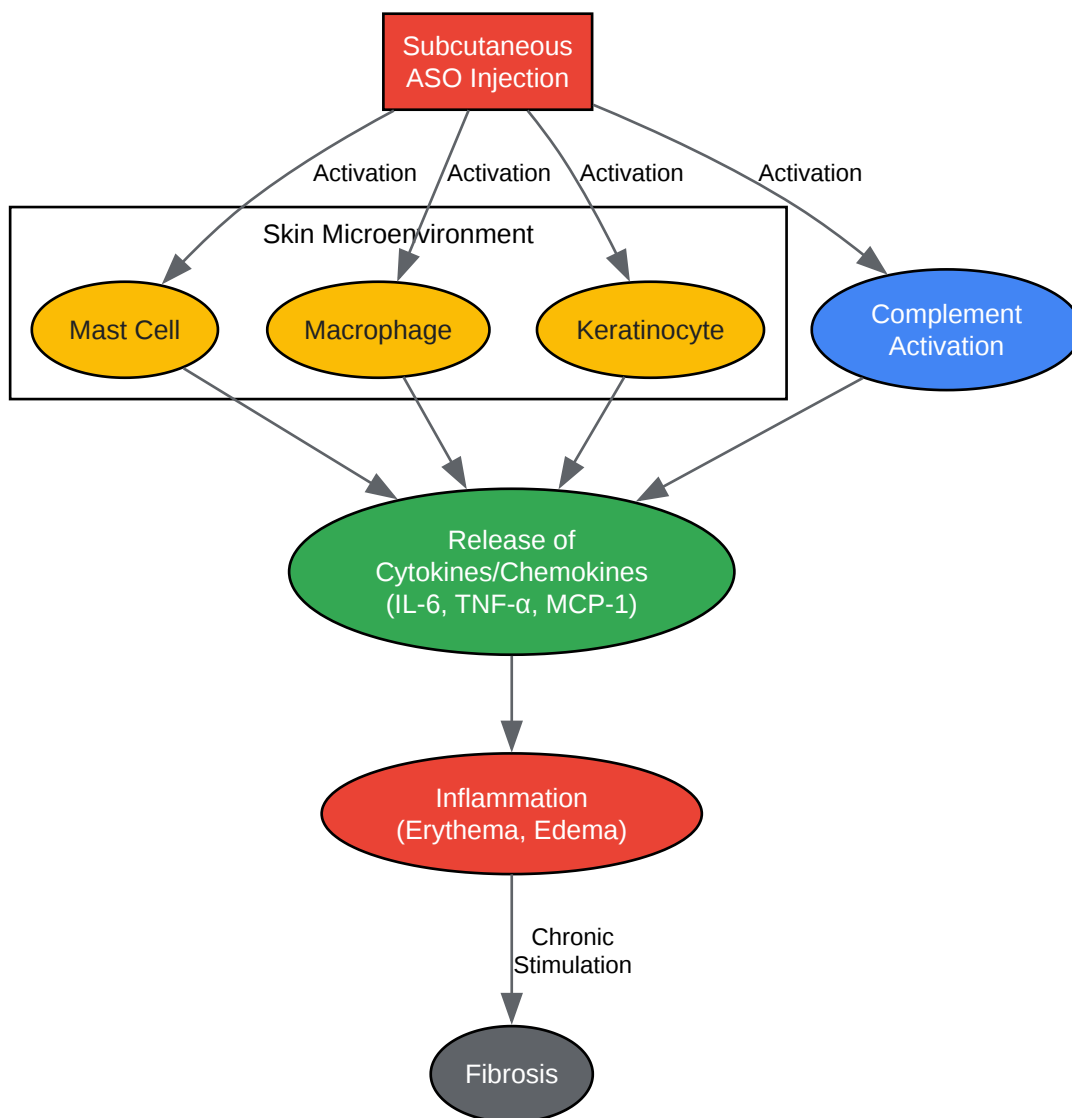 Subcutaneous
ASO Injection
Activation
Activation
Activation
Activation
Skin Microenvironment
Mast Cell
Macrophage
Keratinocyte
Complement
Activation
Release of
Cytokines/Chemokines
(IL-6, TNF-α, MCP-1)
Inflammation
(Erythema, Edema)
Chronic
Stimulation
Fibrosis